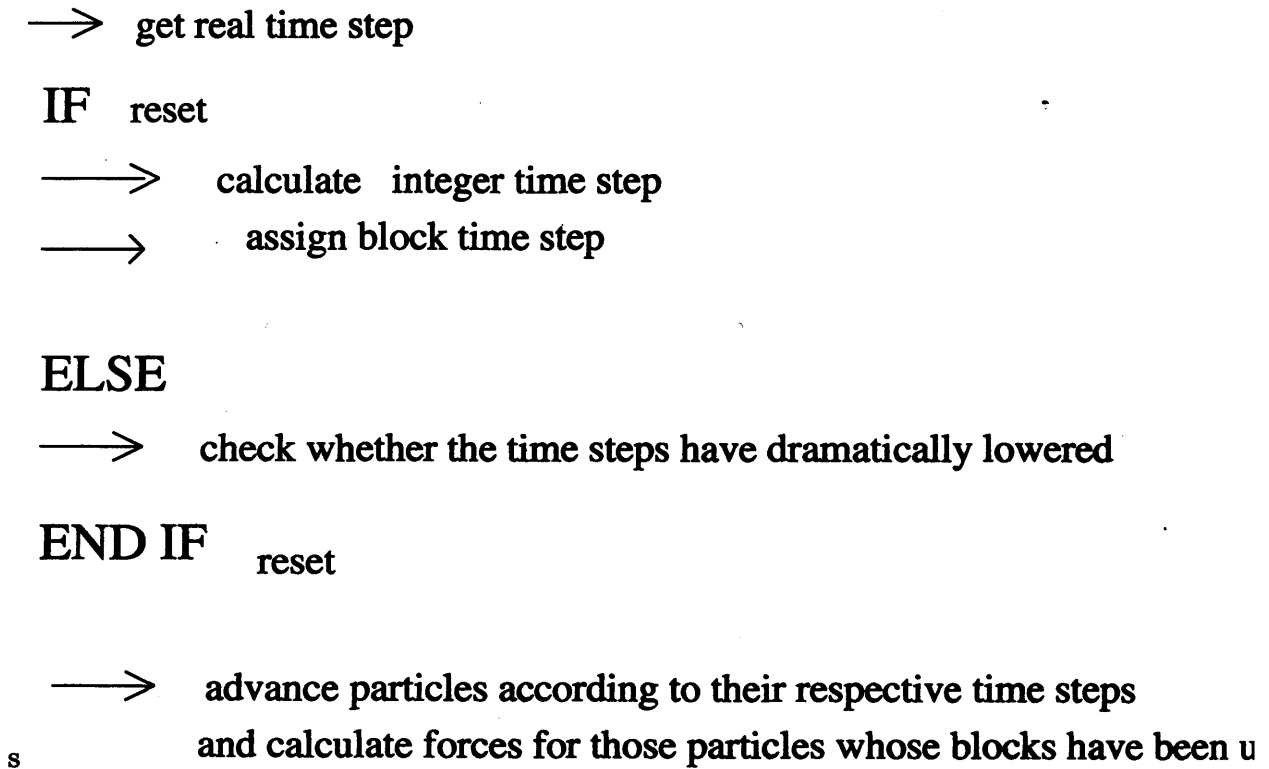 get real time step
IF reset
calculate integer time step
assign block time step
ELSE
check whether the time steps have dramatically lowered
END IF reset
advance particles according to their respective time steps
and calculate forces for those particles whose blocks have been u
s